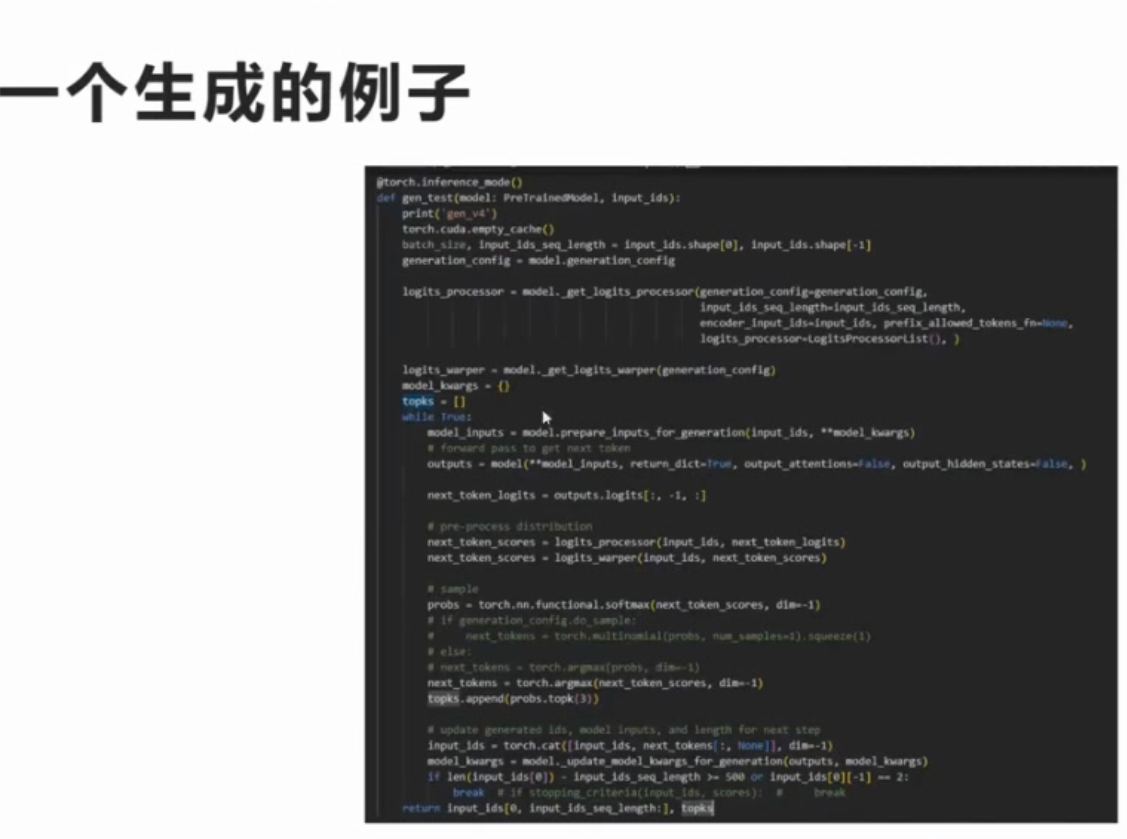 一个生成的例子
@torch.inference_mode()
def gen_test(model: PreTrainedModel, input_ids):
print('gen_v4')
torch.cuda.empty_cache()
batch_size, input_ids_seq_length = input_ids.shape[0], input_ids.shape[-1]
generation_config = model.generation_config
logits_processor = model._get_logits_processor(generation_config=generation_config,
input_ids_seq_length=input_ids_seq_length,
encoder_input_ids=input_ids, prefix_allowed_tokens_fn=None,
logits_processor=LogitsProcessorList(), )
logits_warper = model._get_logits_warper(generation_config)
model_kwargs = {}
topks = []
while True:
model_inputs = model.prepare_inputs_for_generation(input_ids, **model_kwargs)
# forward pass to get next token
outputs = model(**model_inputs, return_dict=True, output_attentions=False, output_hidden_states=False, )
next_token_logits = outputs.logits[:, -1, :]
# pre-process distribution
next_token_scores = logits_processor(input_ids, next_token_logits)
next_token_scores = logits_warper(input_ids, next_token_scores)
# sample
probs = torch.nn.functional.softmax(next_token_scores, dim=-1)
# if generation_config.do_sample:
#     next_tokens = torch.multinomial(probs, num_samples=1).squeeze(1)
# else:
# next_tokens = torch.argmax(probs, dim=-1)
next_tokens = torch.argmax(next_token_scores, dim=-1)
topks.append(probs.topk(3))
# update generated ids, model inputs, and length for next step
input_ids = torch.cat([input_ids, next_tokens[:, None]], dim=-1)
model_kwargs = model._update_model_kwargs_for_generation(outputs, model_kwargs)
if len(input_ids[0]) - input_ids_seq_length >= 500 or input_ids[0][-1] == 2:
break  # if stopping_criteria(input_ids, scores):  #     break
return input_ids[0, input_ids_seq_length:], topks